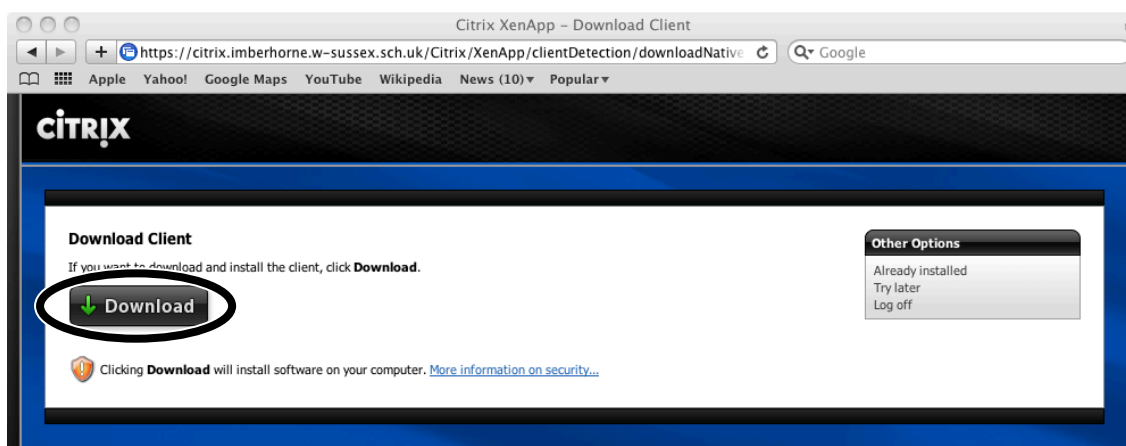 Citrix XenApp – Download Client
https://citrix.imberhorne.w-sussex.sch.uk/Citrix/XenApp/clientDetection/downloadNative
Google
Apple Yahoo! Google Maps YouTube Wikipedia News (10) Popular
CİTRIX
Download Client
If you want to download and install the client, click Download.
Download
Clicking Download will install software on your computer. More information on security...
Other Options
Already installed
Try later
Log off